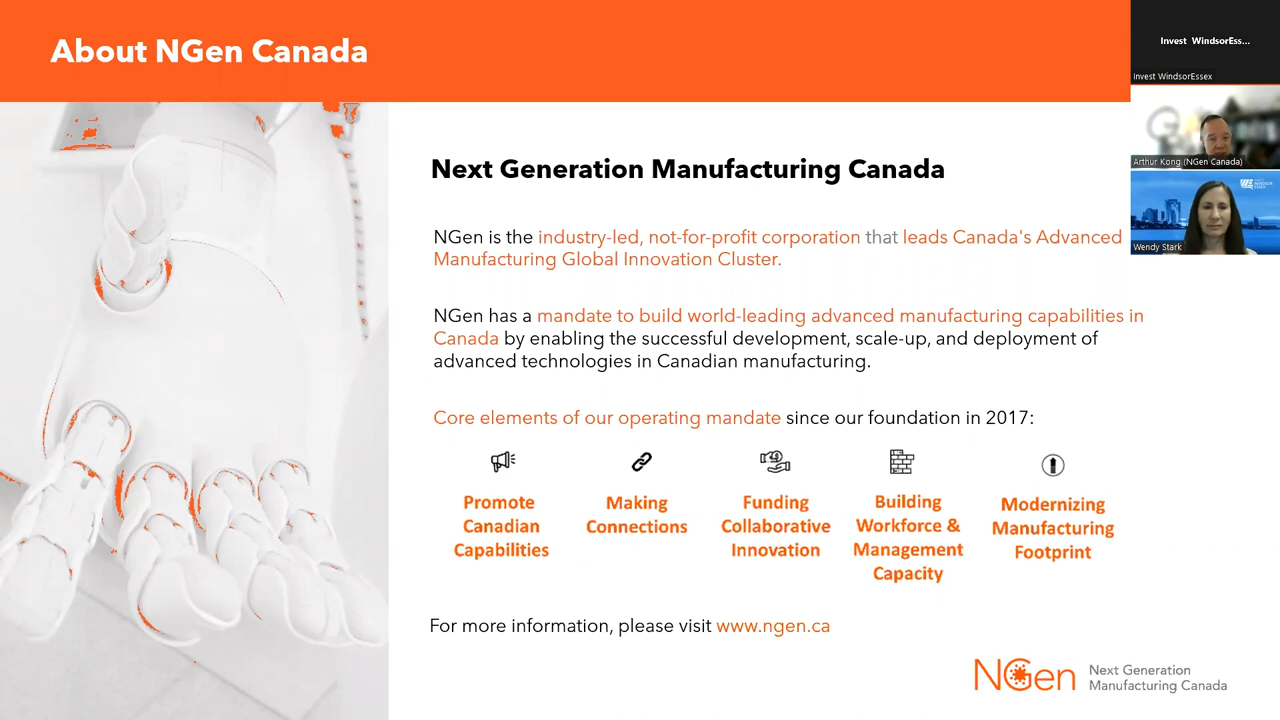 About NGen Canada
Invest WindsorEss...
Invest WindsorEssex
Arthur Kong (NGen Canada)
Wendy Stark
Next Generation Manufacturing Canada
NGen is the industry-led, not-for-profit corporation that leads Canada's Advanced
Manufacturing Global Innovation Cluster.
NGen has a mandate to build world-leading advanced manufacturing capabilities in
Canada by enabling the successful development, scale-up, and deployment of
advanced technologies in Canadian manufacturing.
Core elements of our operating mandate since our foundation in 2017:
Promote
Canadian
Capabilities
Making
Connections
Funding
Collaborative
Innovation
Building
Workforce &
Management
Capacity
Modernizing
Manufacturing
Footprint
For more information, please visit www.ngen.ca
NGen
Next Generation
Manufacturing Canada